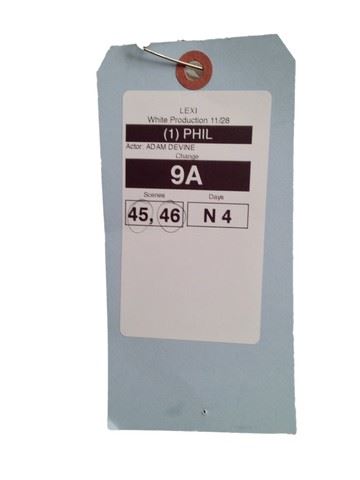 LEXI
White Production 11/28
(1) PHIL
Actor: ADAM DEVINE
Change
9A
Scenes Days
45, 46 N 4